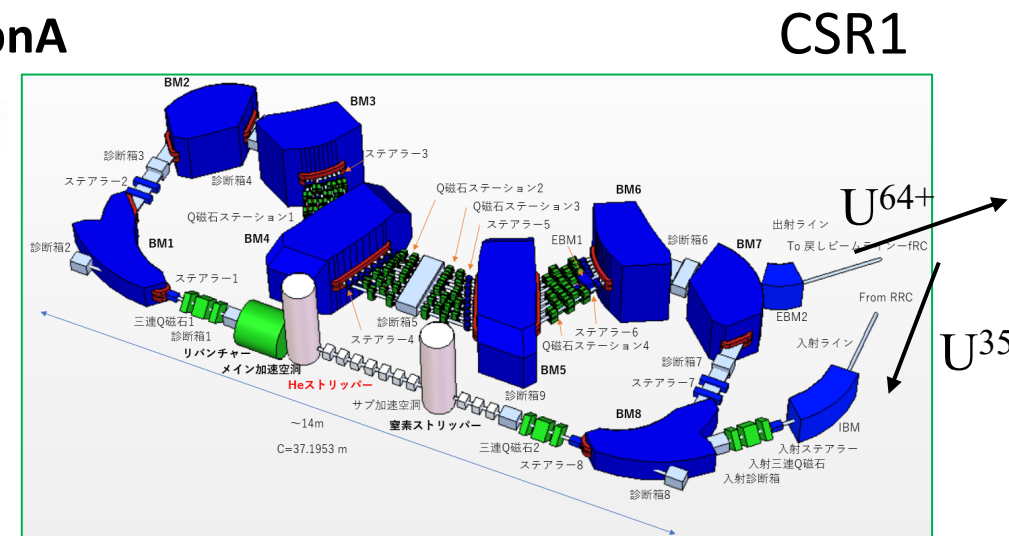 onA
CSR1
BM2
BM3
診断箱3
ステアラー3
ステアラー2
診断箱4
Q磁石ステーション2
BM6
U64+
Q磁石ステーション1
Q磁石ステーション3
ステアラー5
出射ライン
診断箱2
BM1
BM4
EBM1
診断箱6
BM7
To 戻しビームラインーfRC
ステアラー1
From RRC
三連Q磁石1
診断箱5
ステアラー6
EBM2
診断箱1
ステアラー4
Q磁石ステーション4
入射ライン
リバンチャー
メイン加速空洞
BM5
診断箱7
U35
Heストリッパー
ステアラー7
サブ加速空洞
診断箱9
~14m
窒素ストリッパー
BM8
IBM
C=37.1953 m
三連Q磁石2
入射ステアラー
ステアラー8
入射三連Q磁石
入射診断箱
診断箱8